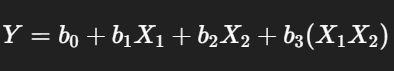 Y = b₀ + b₁X₁ + b₂X₂ + b₃(X₁X₂)